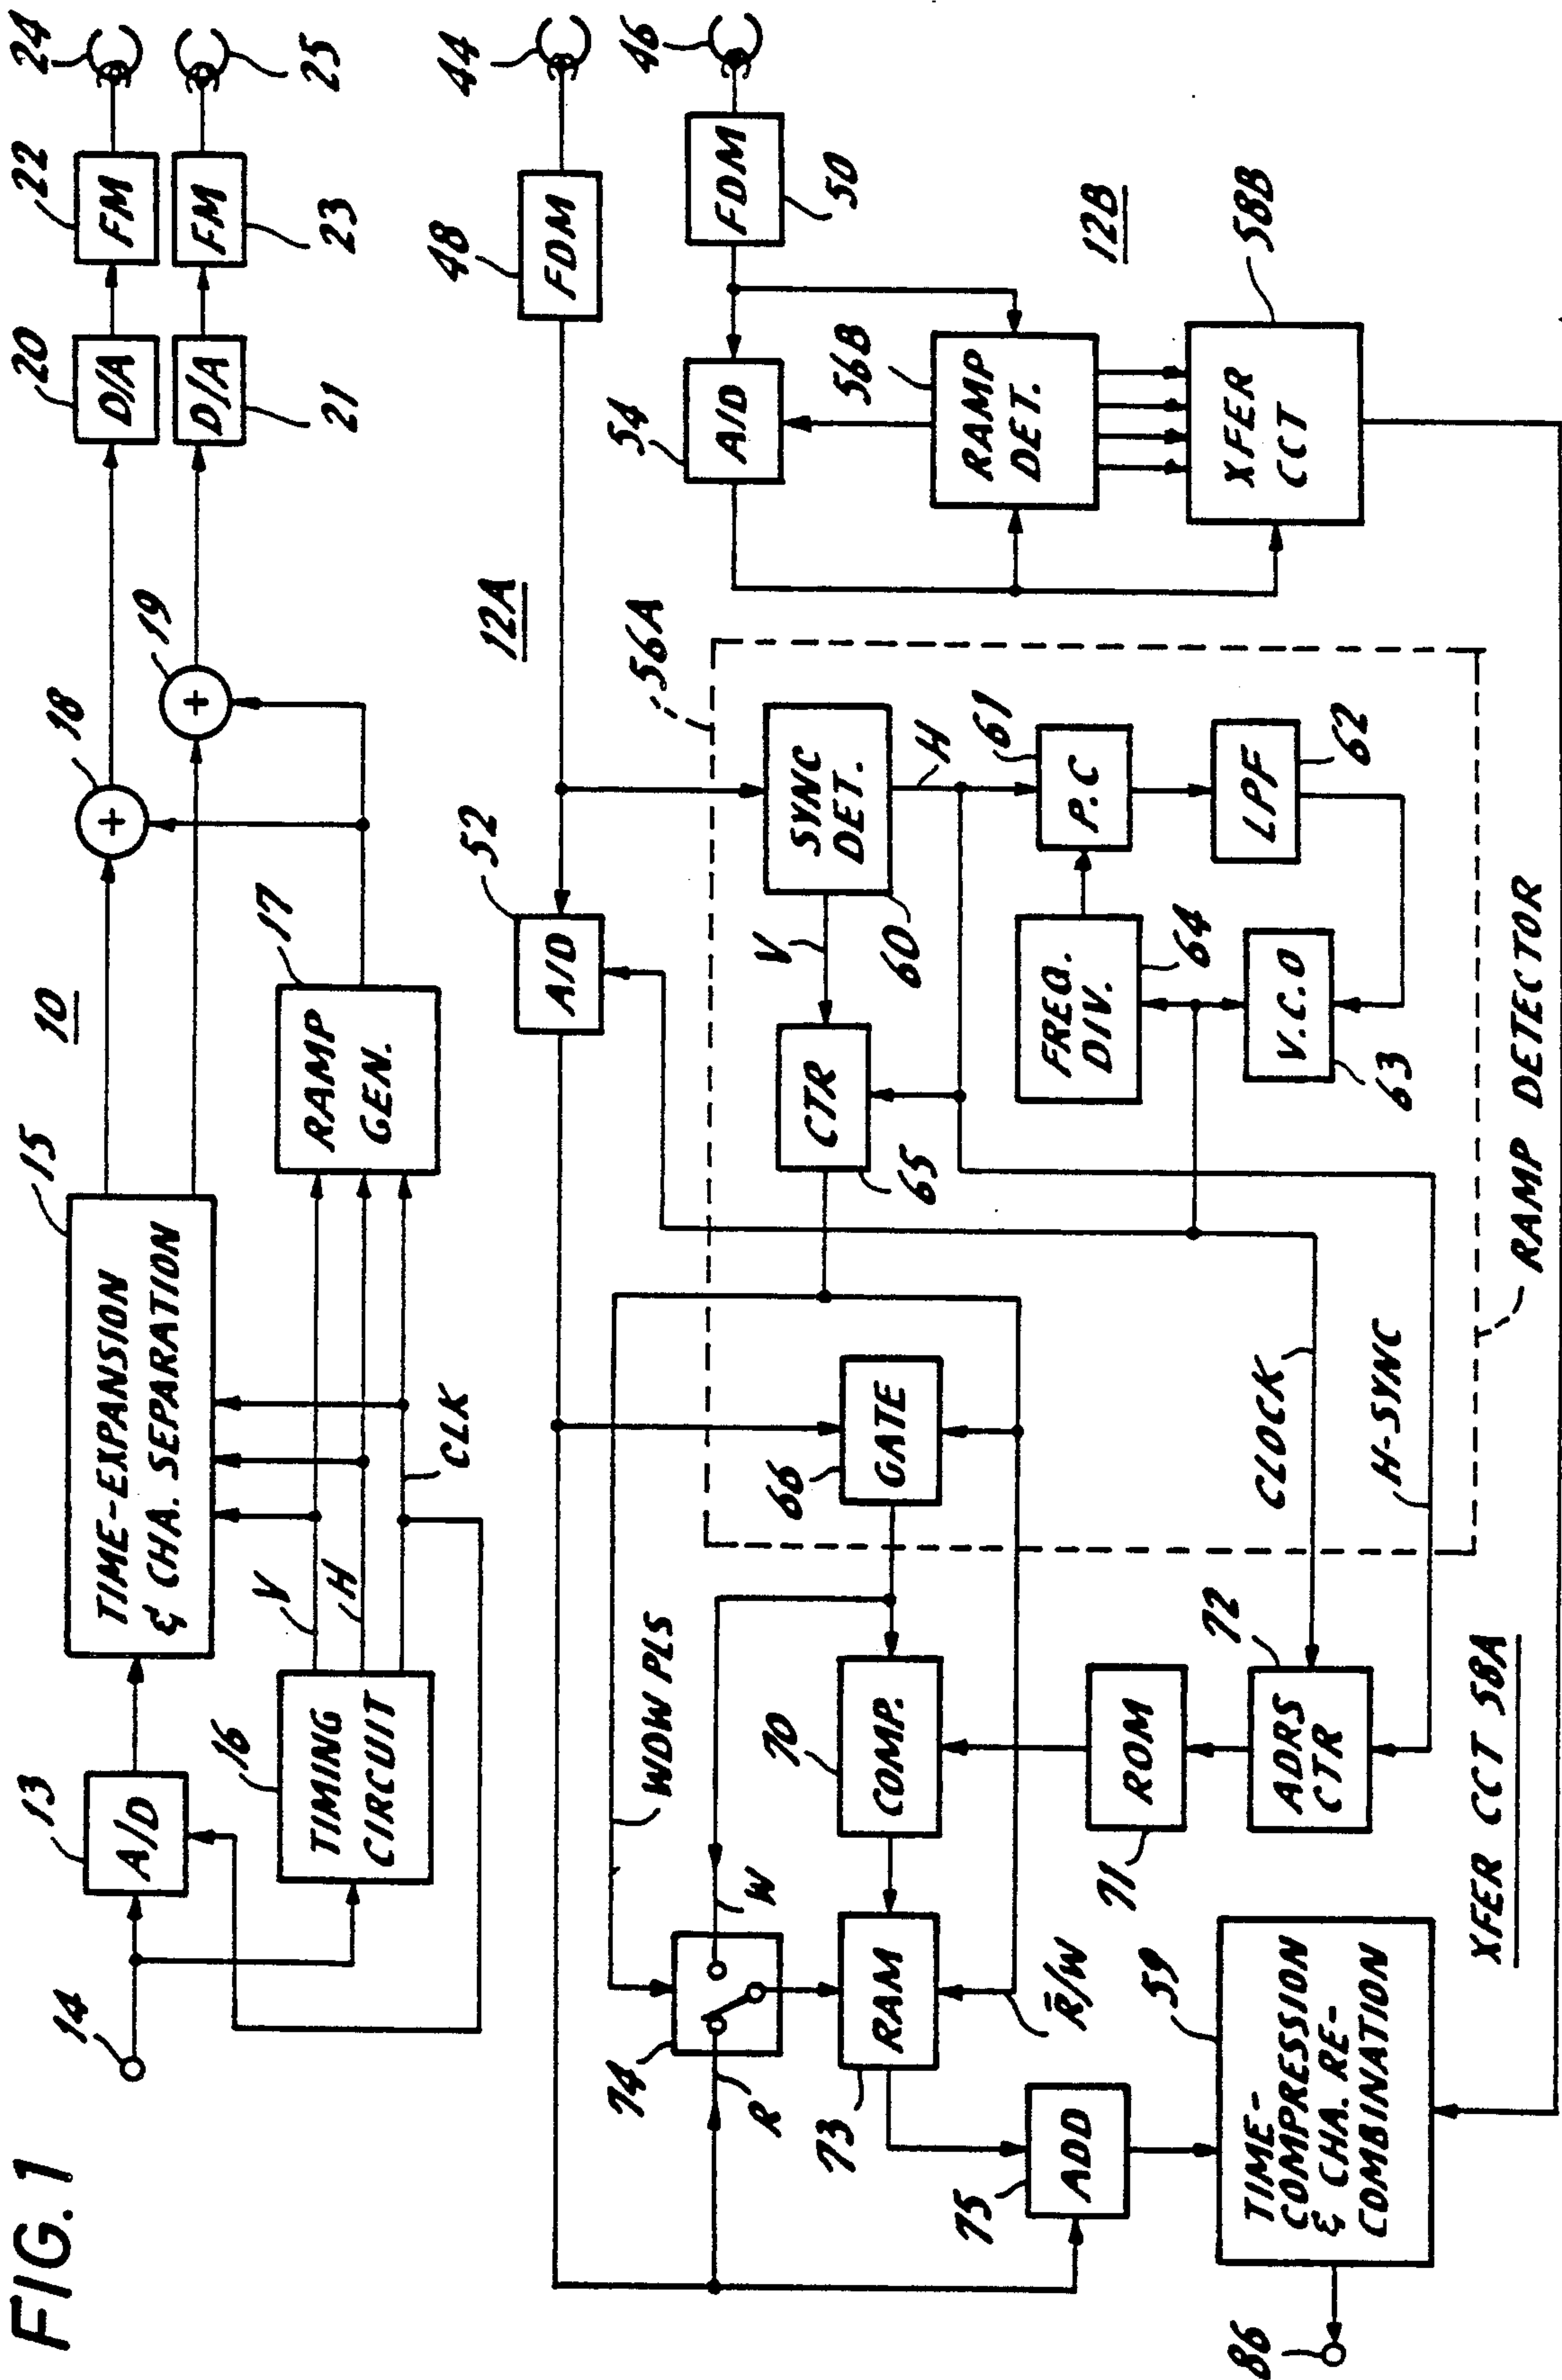 FIG. 1
10
14
13
A/D
16
TIMING
CIRCUIT
V
H
CLK
15
TIME-EXPANSION
& CHA. SEPARATION
17
RAMP
GEN.
18
+
19
+
20
D/A
21
D/A
22
FM
23
FM
24
25
12A
44
48
FDM
52
A/D
46
FDM
50
12B
54
A/D
56B
RAMP
DET.
58B
XFER
CCT
56A
SYNC
DET.
60
V
H
61
P.C
62
LPF
63
V.C.O
64
FREQ.
DIV.
CTR
65
66
GATE
RAMP DETECTOR
CLOCK
H-SYNC
WDW PLS
74
R
W
70
COMP.
71
ROM
72
ADRS
CTR
73
RAM
R̄/W
75
ADD
59
TIME-
COMPRESSION
& CHA. RE-
COMBINATION
XFER CCT 58A
86